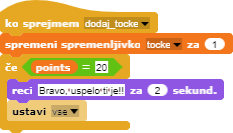 ko sprejmem dodaj_tocke
spremeni spremenljivko tocke za 1
če points = 20
reci Bravo, uspelo ti je!! za 2 sekund.
ustavi vse